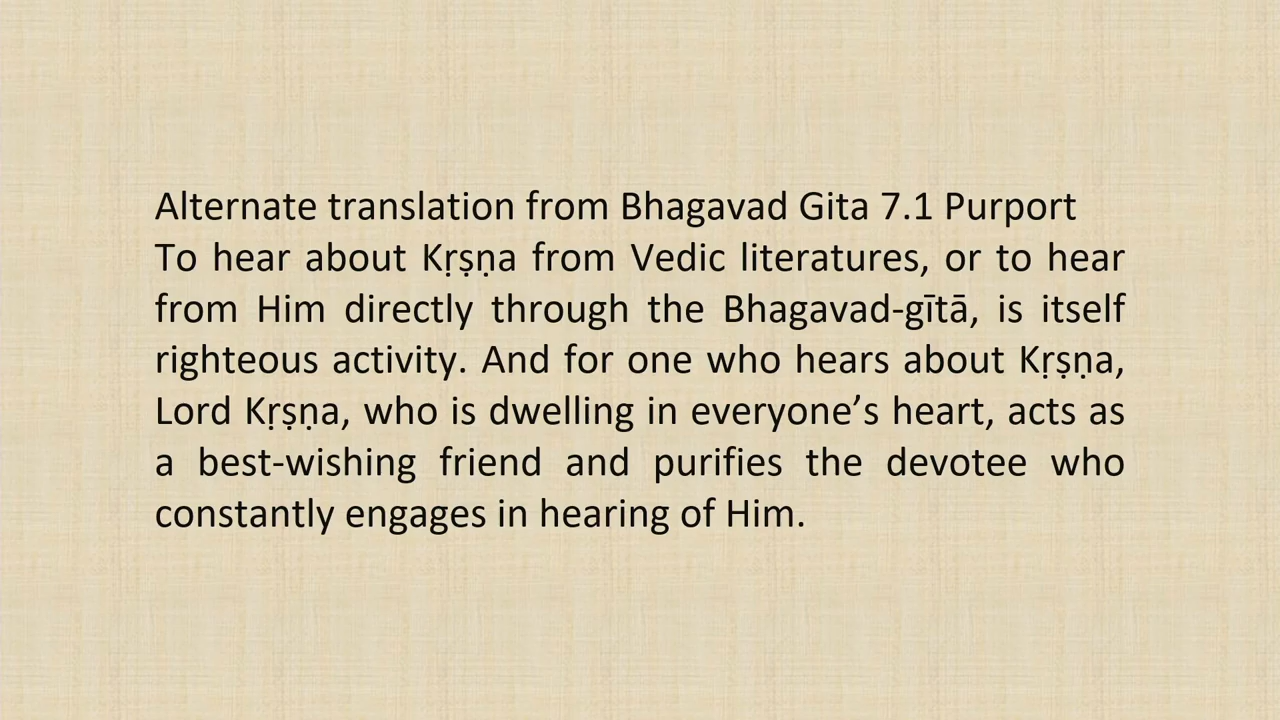 Alternate translation from Bhagavad Gita 7.1 Purport
To hear about Kṛṣṇa from Vedic literatures, or to hear
from Him directly through the Bhagavad-gītā, is itself
righteous activity. And for one who hears about Kṛṣṇa,
Lord Kṛṣṇa, who is dwelling in everyone’s heart, acts as
a best-wishing friend and purifies the devotee who
constantly engages in hearing of Him.